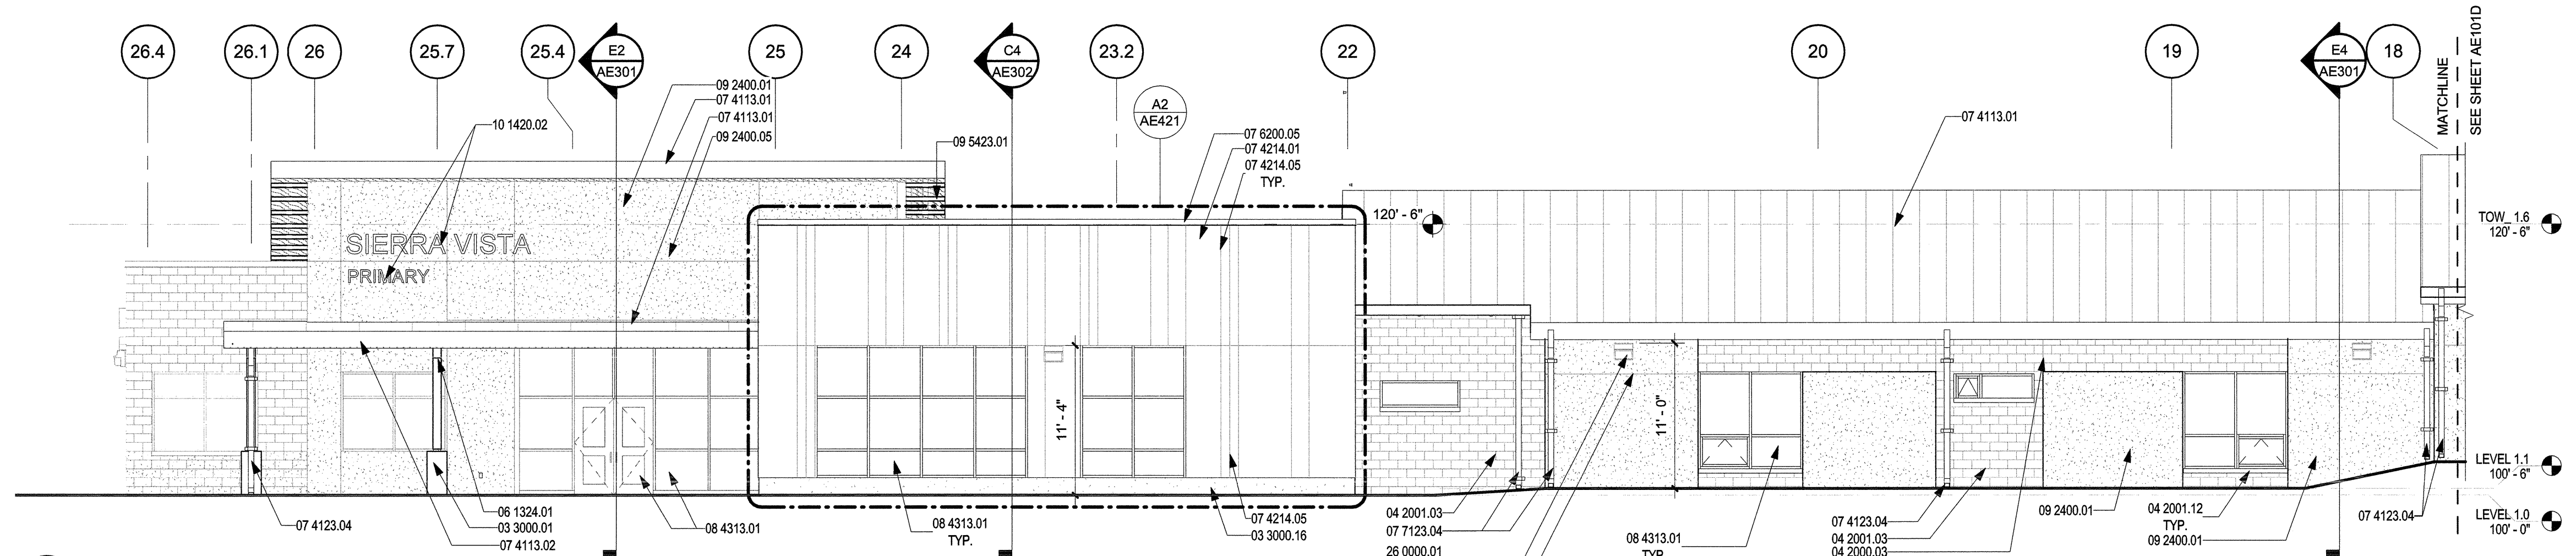 26.4
26.1
26
25.7
25.4
E2
AE301
25
24
C4
AE302
23.2
22
20
19
E4
AE301
18
MATCHLINE
SEE SHEET AE101D
A2
AE421
10 1420.02
09 2400.01
07 4113.01
07 4113.01
09 2400.05
09 5423.01
07 6200.05
07 4214.01
07 4214.05
TYP.
07 4113.01
120' - 6"
TOW_ 1.6
120' - 6"
SIERRA VISTA
PRIMARY
11' - 4"
11' - 0"
LEVEL 1.1
100' - 6"
LEVEL 1.0
100' - 0"
07 4123.04
06 1324.01
03 3000.01
07 4113.02
08 4313.01
08 4313.01
TYP.
07 4214.05
03 3000.16
04 2001.03
07 7123.04
26 0000.01
08 4313.01
TYP.
07 4123.04
04 2001.03
04 2000.03
09 2400.01
04 2001.12
TYP.
09 2400.01
07 4123.04